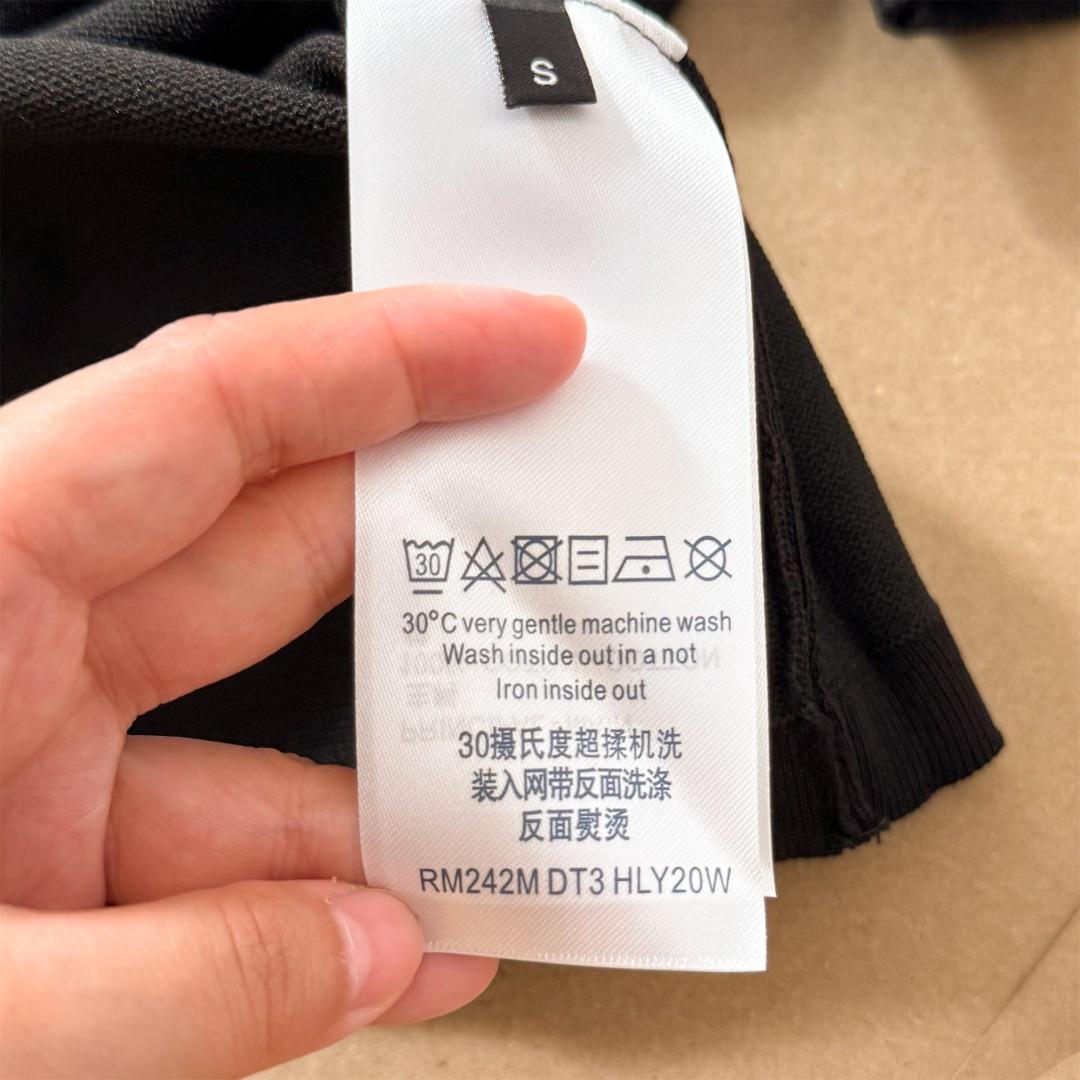 S
30
30°C very gentle machine wash
Wash inside out in a not
Iron inside out
30摄氏度超揉机洗
装入网带反面洗涤
反面熨烫
RM242M DT3 HLY20W